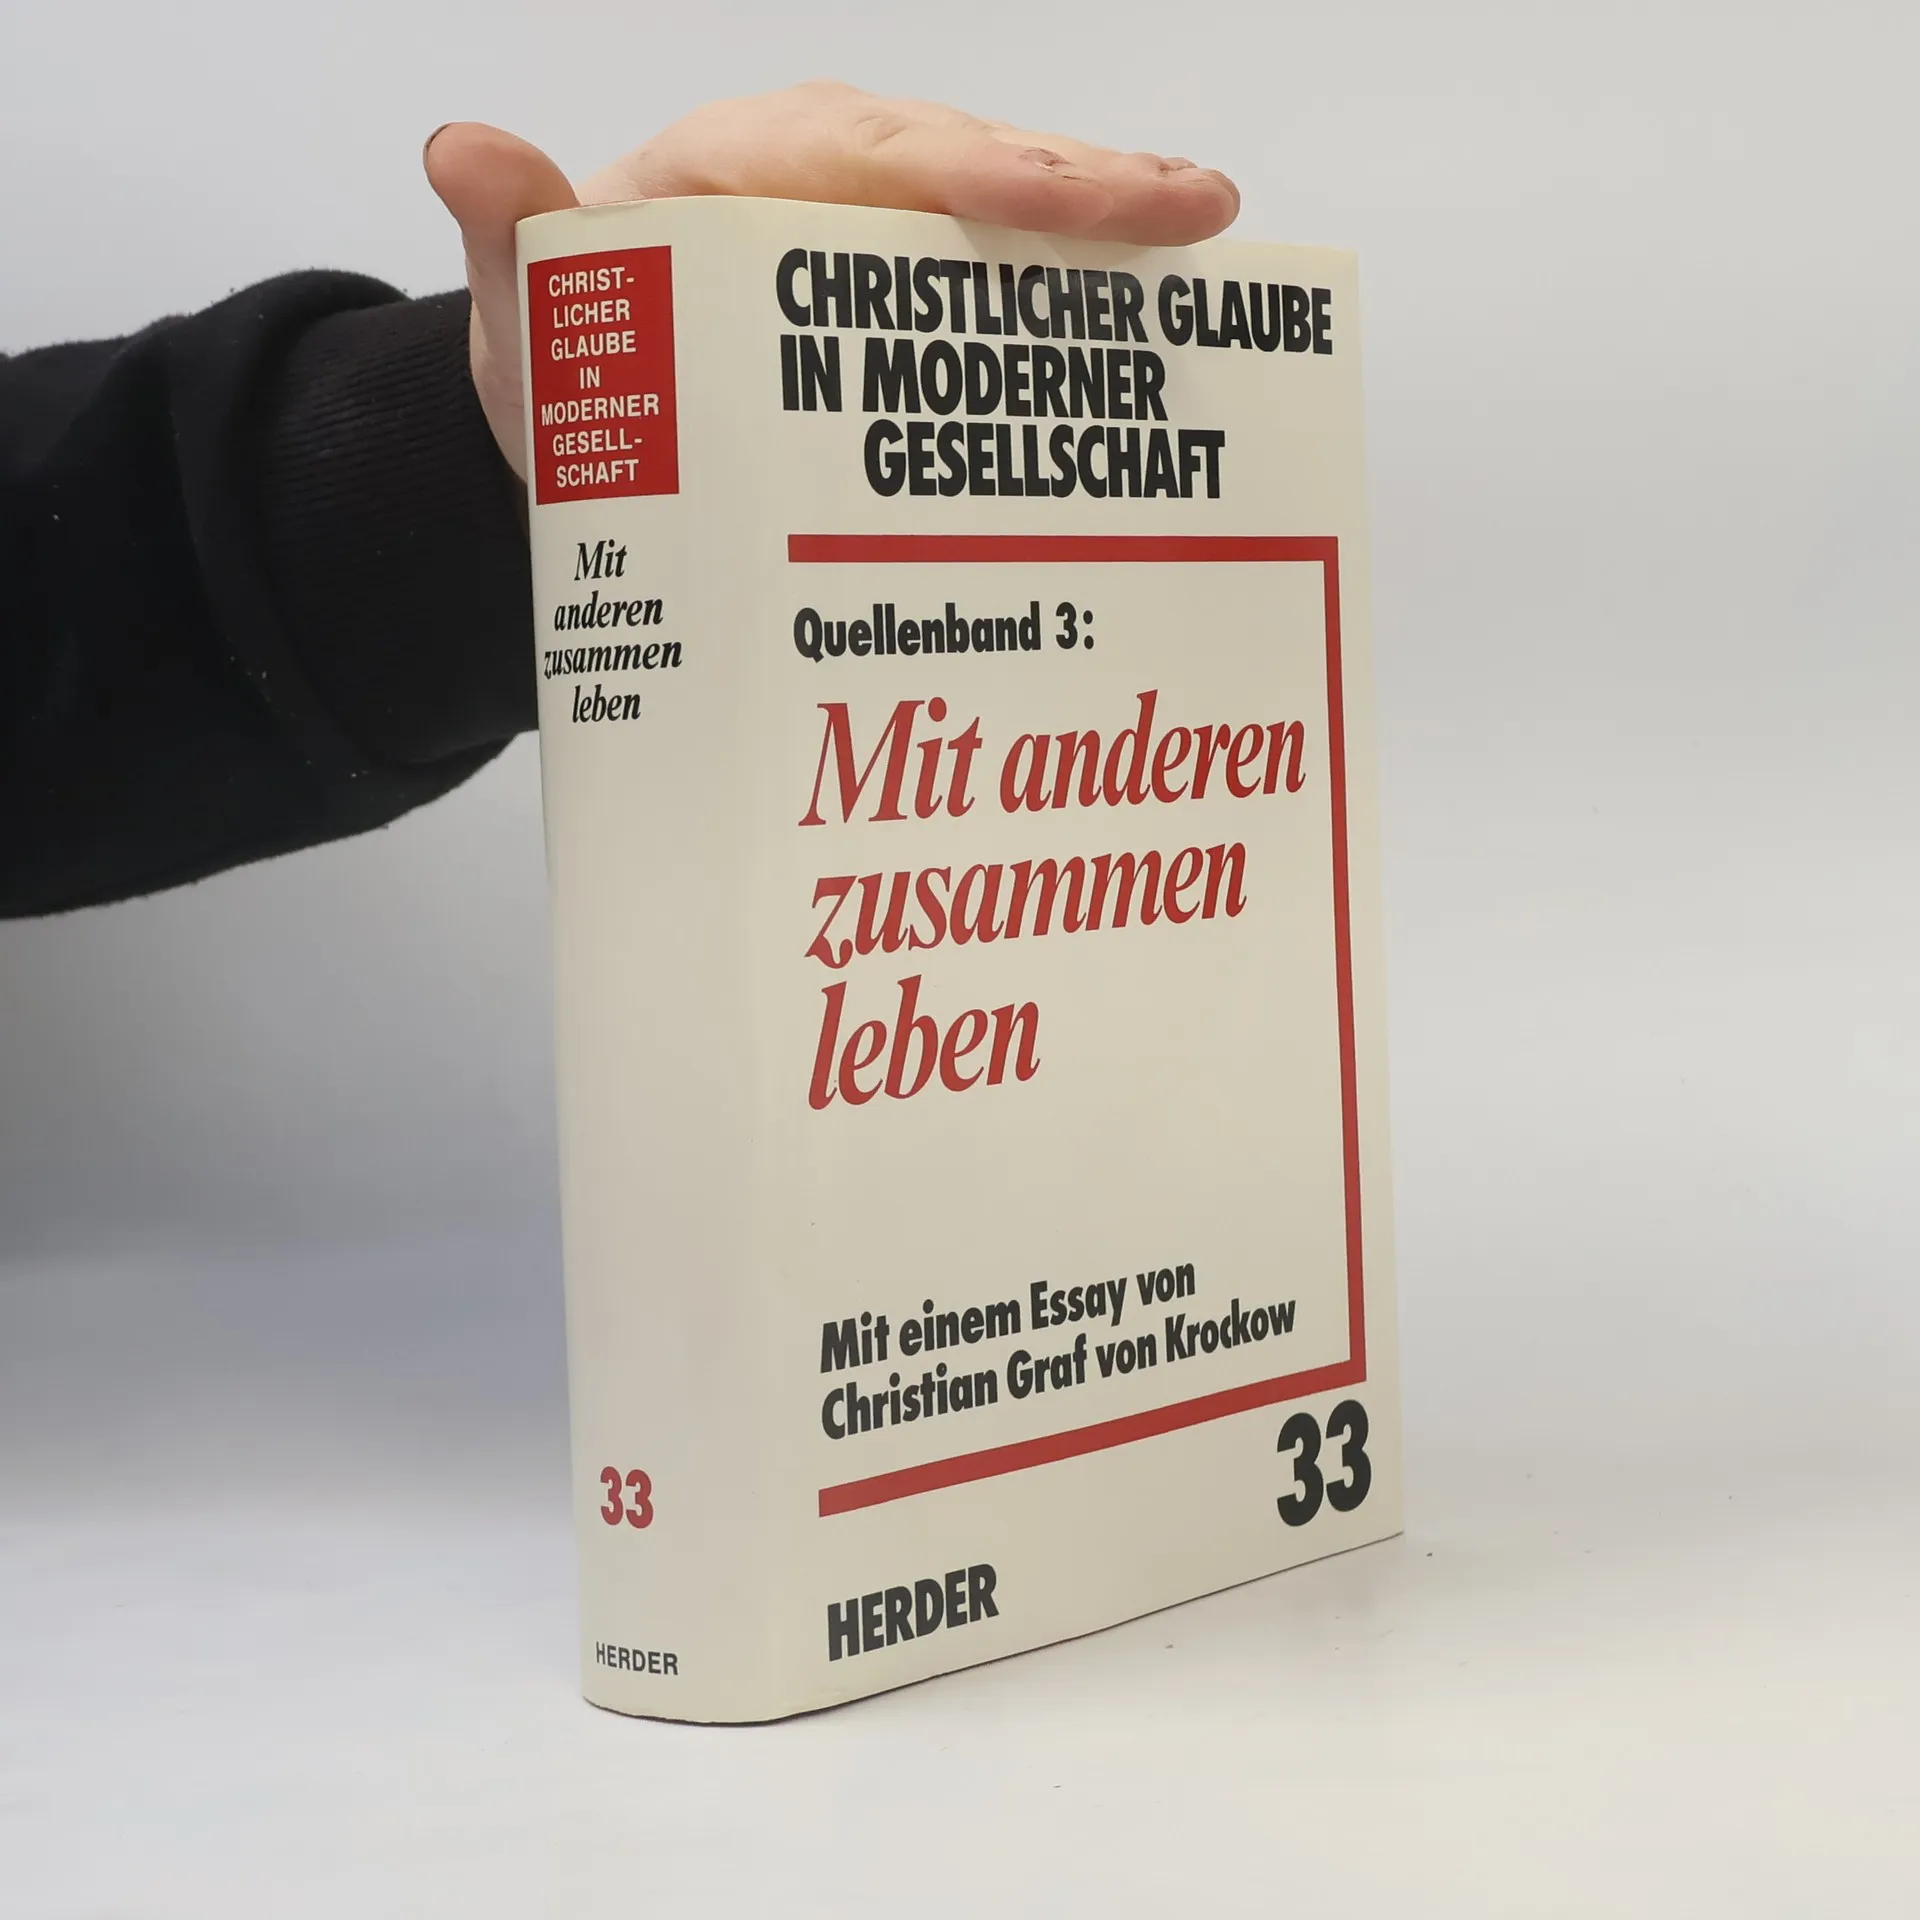 CHRIST-
LICHER
GLAUBE
IN
MODERNER
GESELL-
SCHAFT
Mit
anderen
zusammen
leben
33
HERDER
CHRISTLICHER GLAUBE
IN MODERNER
GESELLSCHAFT
Quellenband 3:
Mit anderen
zusammen
leben
Mit einem Essay von
Christian Graf von Krockow
33
HERDER